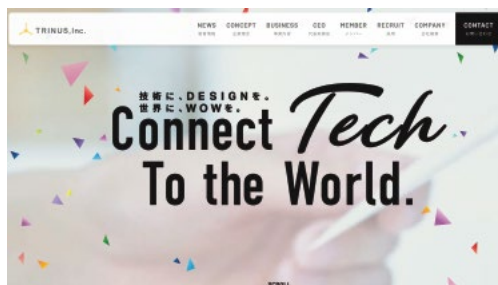 TRINUS, Inc.
NEWS CONCEPT BUSINESS CEO MEMBER RECRUIT COMPANY CONTACT
技術に、DESIGNを。
世界に、WOWを。
Connect Tech
To the World.
SCROLL